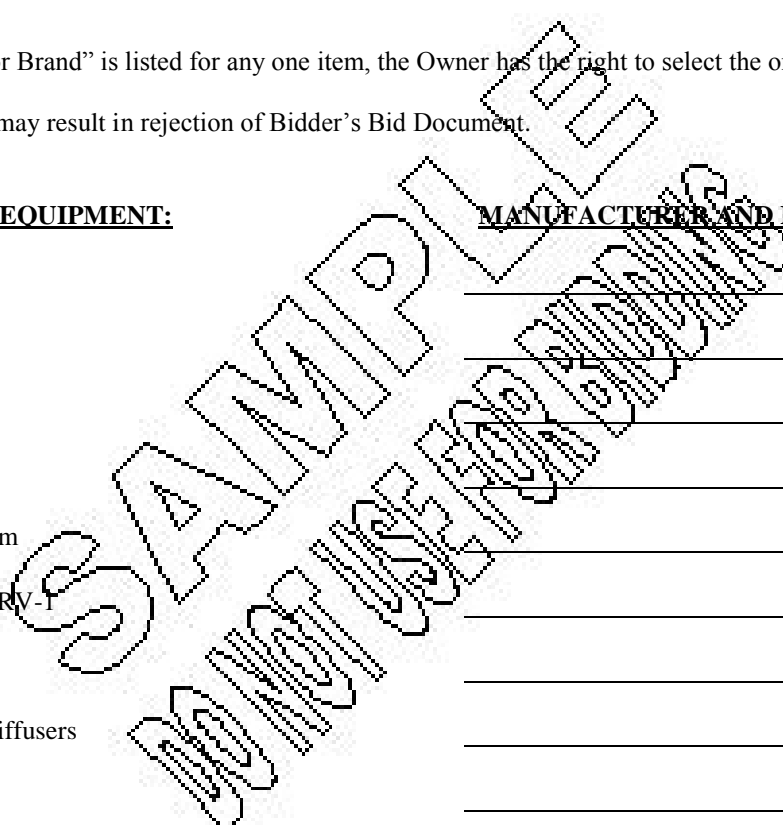 r Brand” is listed for any one item, the Owner has the right to select the o
may result in rejection of Bidder’s Bid Document.
EQUIPMENT:
MANUFACTURER AND
SAMPLE
DO NOT USE FOR BIDDING
m
RV-1
iffusers